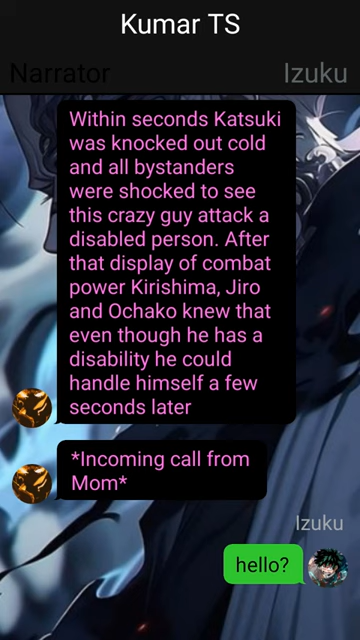 Kumar TS
Narrator
Izuku
Within seconds Katsuki
was knocked out cold
and all bystanders
were shocked to see
this crazy guy attack a
disabled person. After
that display of combat
power Kirishima, Jiro
and Ochako knew that
even though he has a
disability he could
handle himself a few
seconds later
*Incoming call from
Mom*
Izuku
hello?